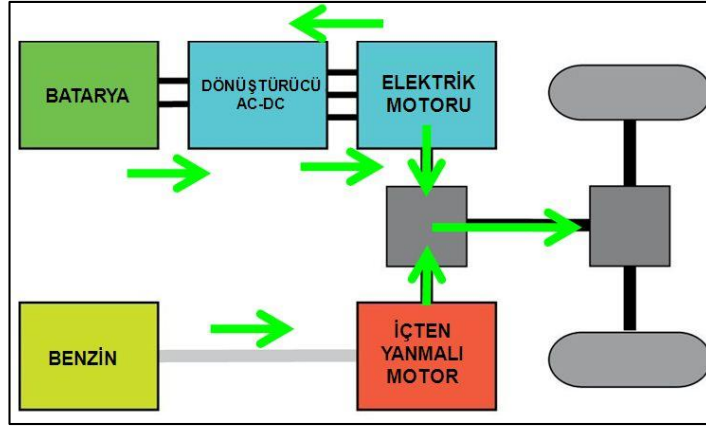 BATARYA
DÖNÜŞTÜRÜCÜ
AC-DC
ELEKTRİK
MOTORU
BENZİN
İÇTEN
YANMALI
MOTOR